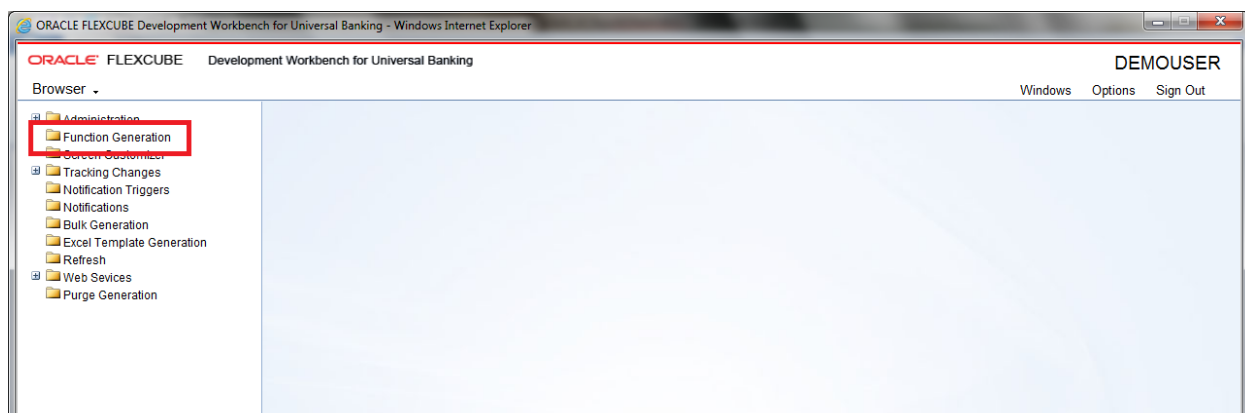 ORACLE FLEXCUBE Development Workbench for Universal Banking - Windows Internet Explorer
ORACLE FLEXCUBE Development Workbench for Universal Banking DEMOUSER
Browser Windows Options Sign Out
Administration
Function Generation
Screen Customizer
Tracking Changes
Notification Triggers
Notifications
Bulk Generation
Excel Template Generation
Refresh
Web Sevices
Purge Generation